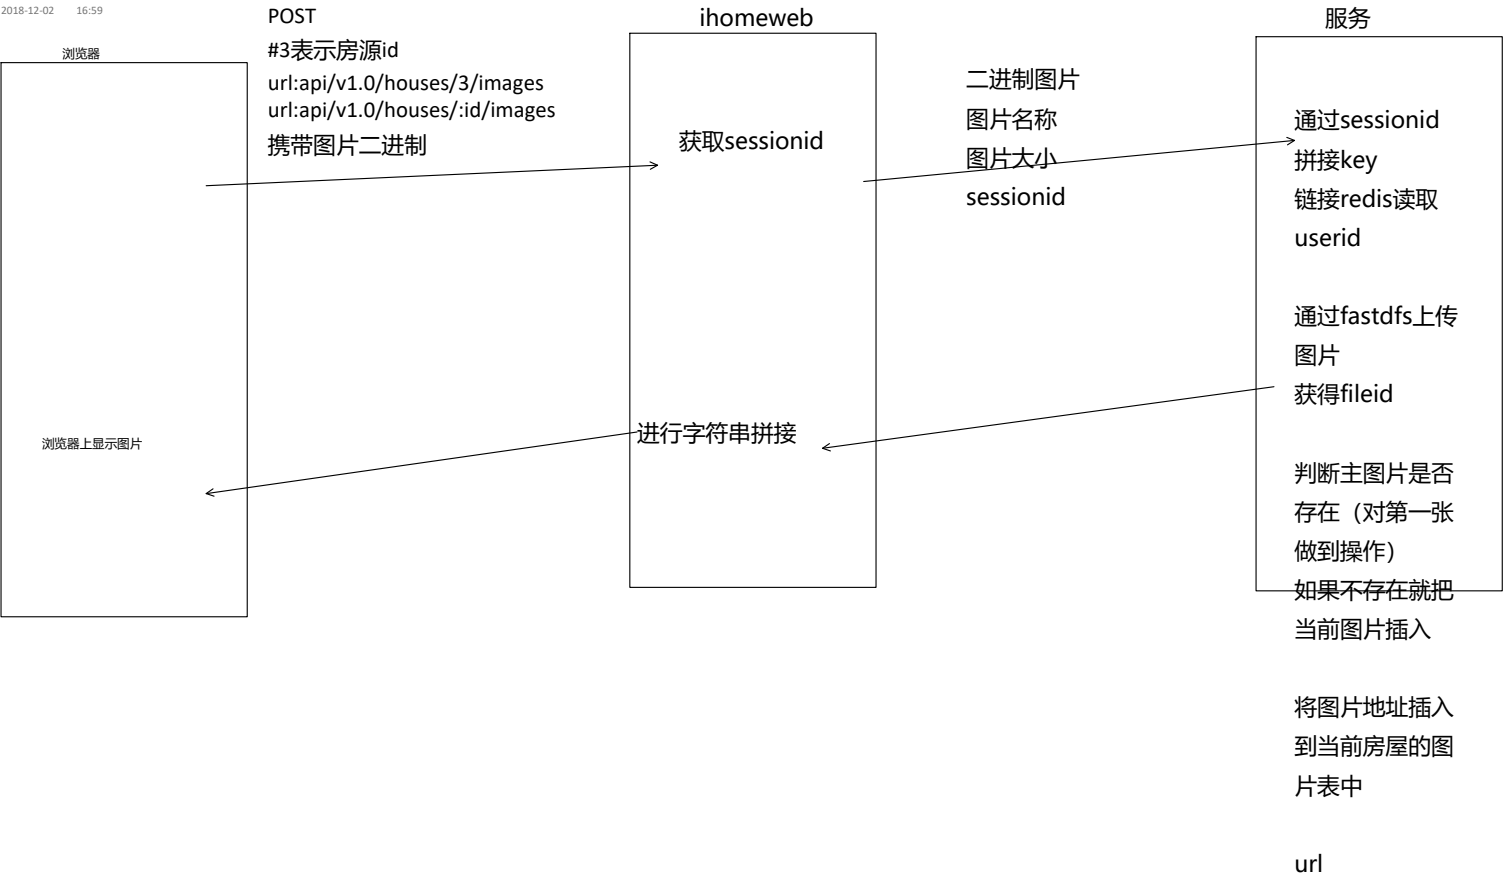 2018-12-02 16:59
浏览器
浏览器上显示图片
POST
#3表示房源id
url:api/v1.0/houses/3/images
url:api/v1.0/houses/:id/images
携带图片二进制
ihomeweb
获取sessionid
进行字符串拼接
二进制图片
图片名称
图片大小
sessionid
服务
通过sessionid
拼接key
链接redis读取
userid
通过fastdfs上传
图片
获得fileid
判断主图片是否
存在（对第一张
做到操作）
如果不存在就把
当前图片插入
将图片地址插入
到当前房屋的图
片表中
url